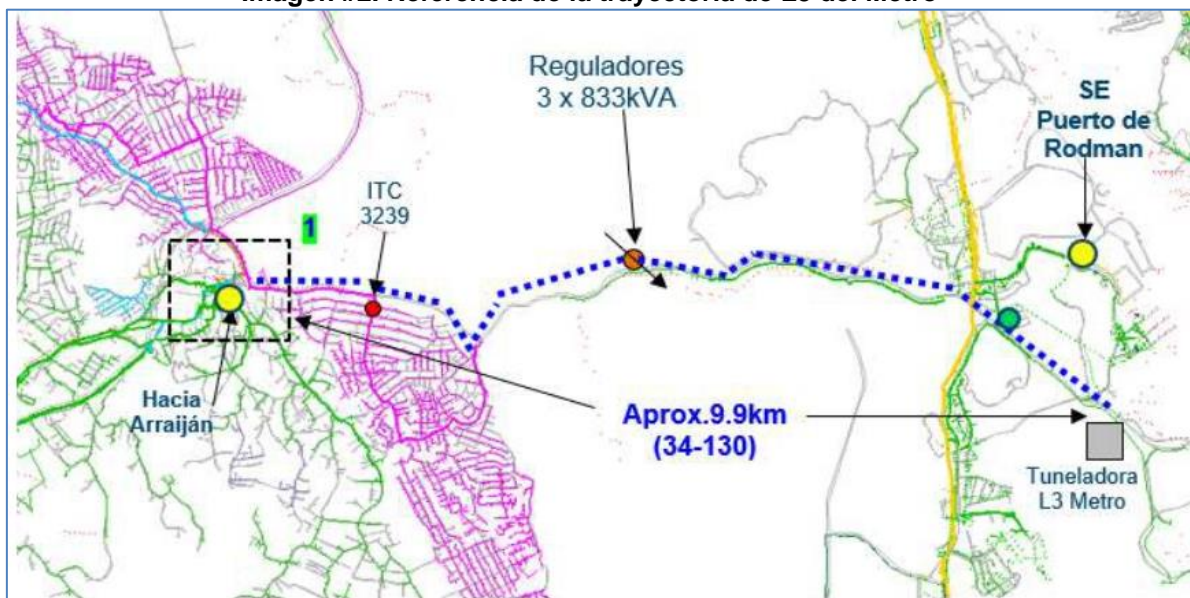 Reguladores
3 x 833kVA
SE
Puerto de
Rodman
ITC
3239
1
Hacia
Arraiján
Aprox.9.9km
(34-130)
Tuneladora
L3 Metro